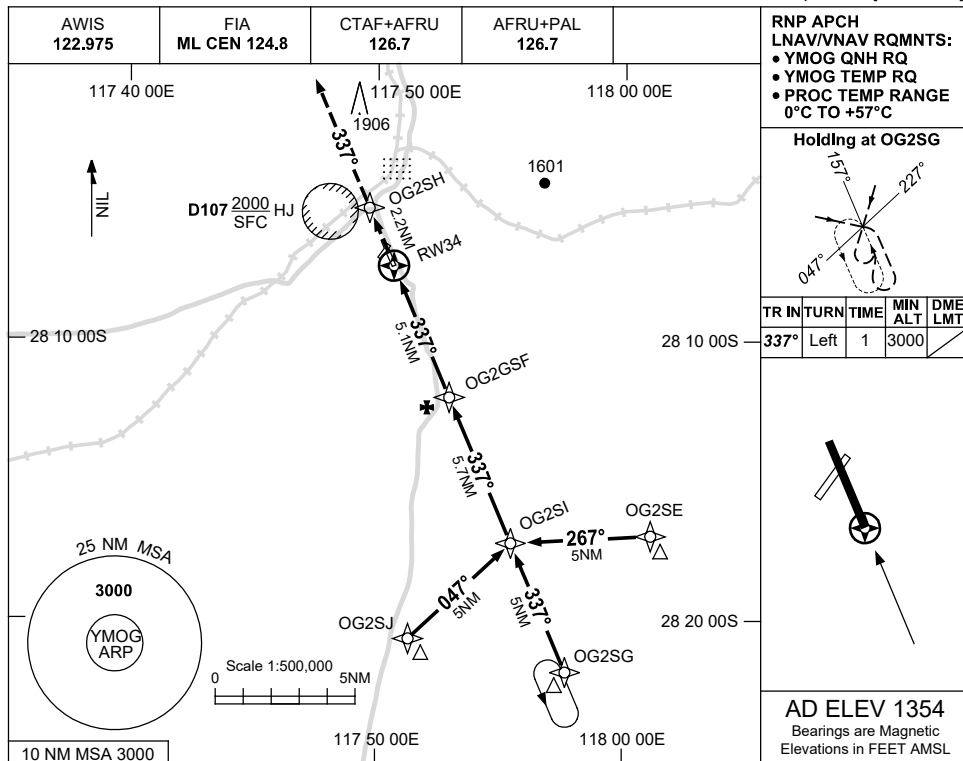 AWIS
122.975
FIA
ML CEN 124.8
CTAF+AFRU
126.7
AFRU+PAL
126.7
RNP APCH
LNAV/VNAV RQMNTS:
• YMOG QNH RQ
• YMOG TEMP RQ
• PROC TEMP RANGE
0°C TO +57°C
117 40 00E
117 50 00E
118 00 00E
1906
337°
1601
NIL
OG2SH
D107 2000 HJ
SFC
2.2NM
RW34
Holding at OG2SG
157°
227°
047°
TR IN TURN TIME MIN ALT DME LMT
337° Left 1 3000
28 10 00S
28 10 00S
337°
5.1NM
OG2GSF
337°
5.7NM
OG2SI
OG2SE
267°
5NM
25 NM MSA
3000
YMOG
ARP
047°
5NM
337°
5NM
OG2SJ
28 20 00S
OG2SG
Scale 1:500,000
0 5NM
117 50 00E
118 00 00E
10 NM MSA 3000
AD ELEV 1354
Bearings are Magnetic
Elevations in FEET AMSL